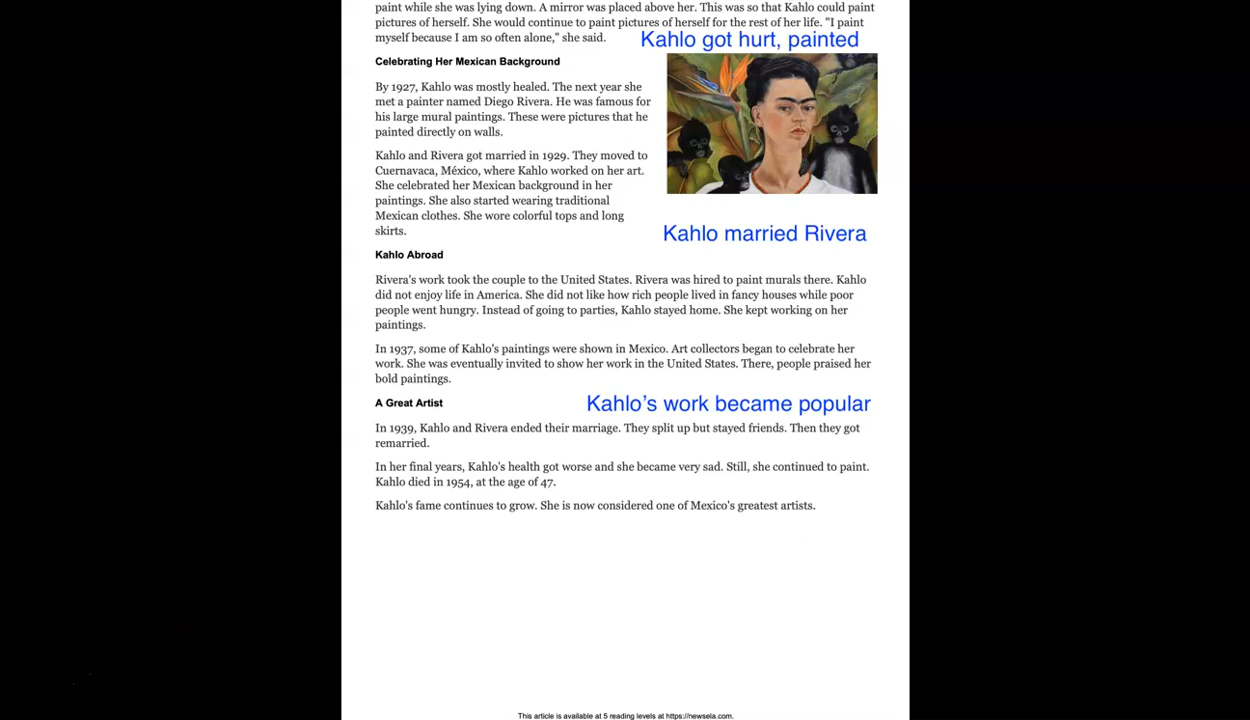 paint while she was lying down. A mirror was placed above her. This was so that Kahlo could paint
pictures of herself. She would continue to paint pictures of herself for the rest of her life. "I paint
myself because I am so often alone," she said.
Kahlo got hurt, painted
Celebrating Her Mexican Background
By 1927, Kahlo was mostly healed. The next year she
met a painter named Diego Rivera. He was famous for
his large mural paintings. These were pictures that he
painted directly on walls.
Kahlo and Rivera got married in 1929. They moved to
Cuernavaca, México, where Kahlo worked on her art.
She celebrated her Mexican background in her
paintings. She also started wearing traditional
Mexican clothes. She wore colorful tops and long
skirts.
Kahlo married Rivera
Kahlo Abroad
Rivera's work took the couple to the United States. Rivera was hired to paint murals there. Kahlo
did not enjoy life in America. She did not like how rich people lived in fancy houses while poor
people went hungry. Instead of going to parties, Kahlo stayed home. She kept working on her
paintings.
In 1937, some of Kahlo's paintings were shown in Mexico. Art collectors began to celebrate her
work. She was eventually invited to show her work in the United States. There, people praised her
bold paintings.
A Great Artist
Kahlo’s work became popular
In 1939, Kahlo and Rivera ended their marriage. They split up but stayed friends. Then they got
remarried.
In her final years, Kahlo's health got worse and she became very sad. Still, she continued to paint.
Kahlo died in 1954, at the age of 47.
Kahlo's fame continues to grow. She is now considered one of Mexico's greatest artists.
This article is available at 5 reading levels at https://newsela.com.